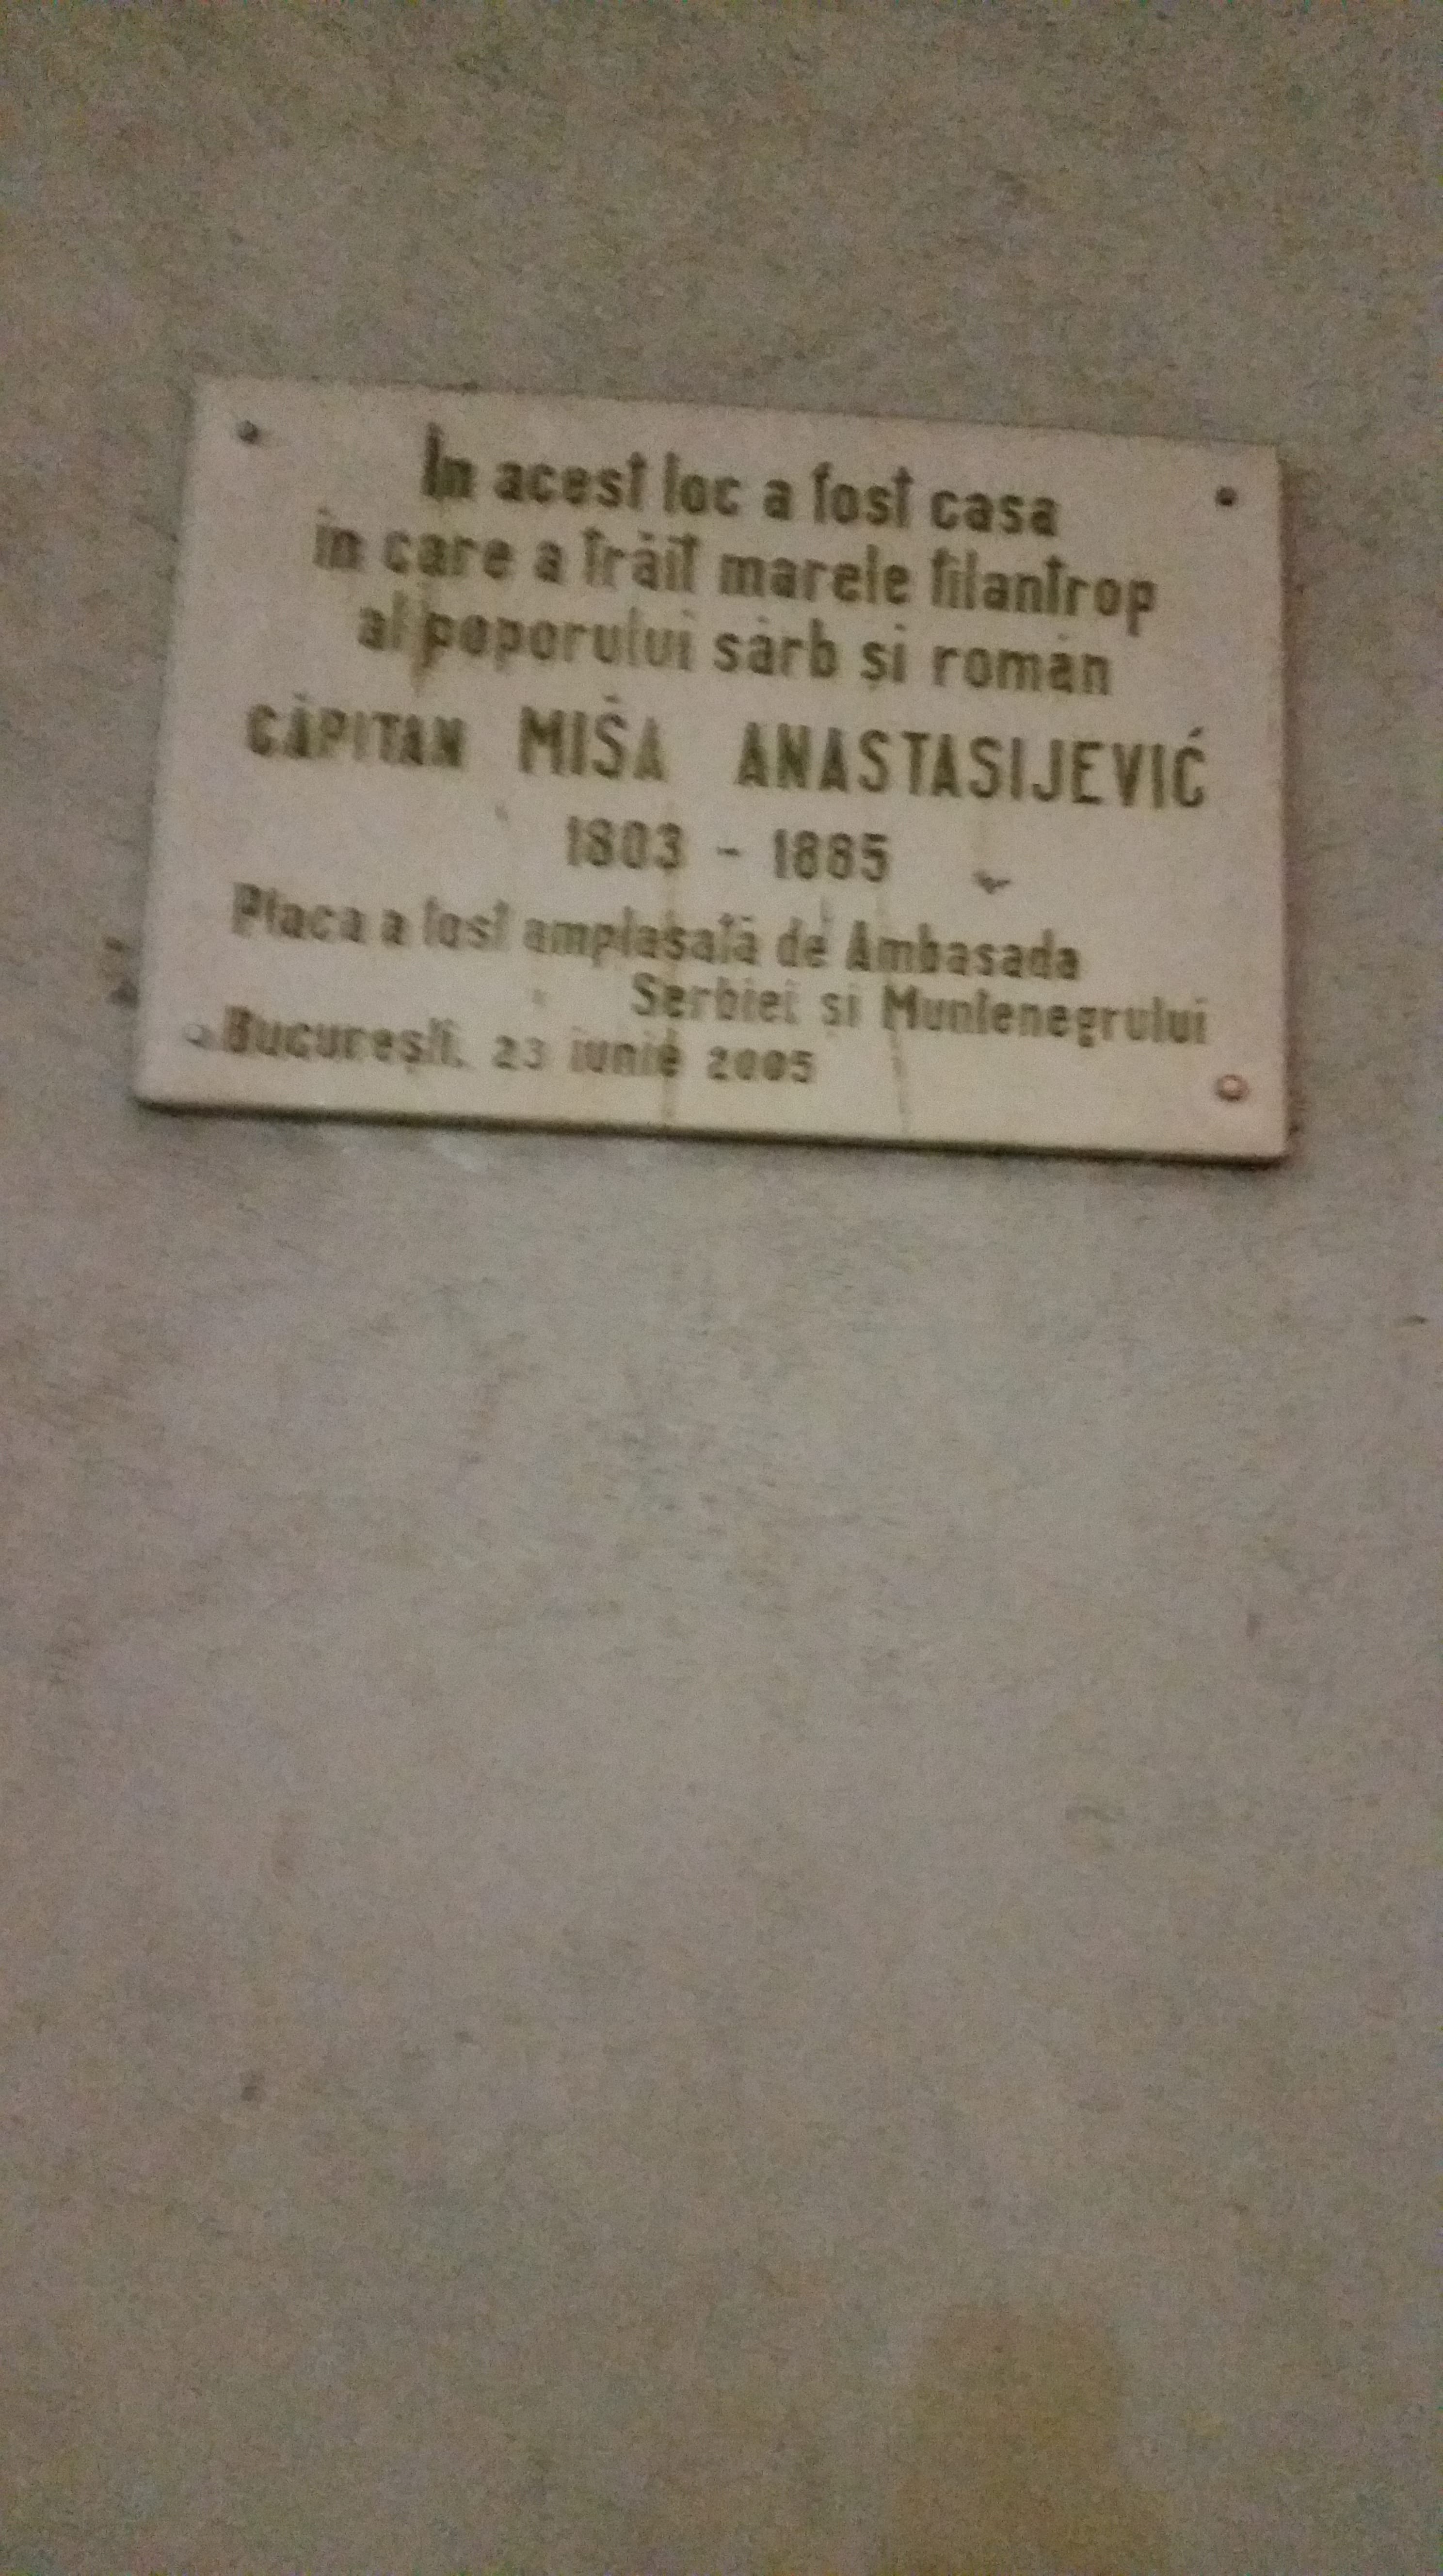 În acest loc a fost casa
în care a trăit marele filantrop
al poporului sârb și român
CĂPITAN MIŠA ANASTASIJEVIĆ
1803 - 1885
Placa a fost amplasată de Ambasada
Serbiei și Muntenegrului
București, 23 iunie 2005